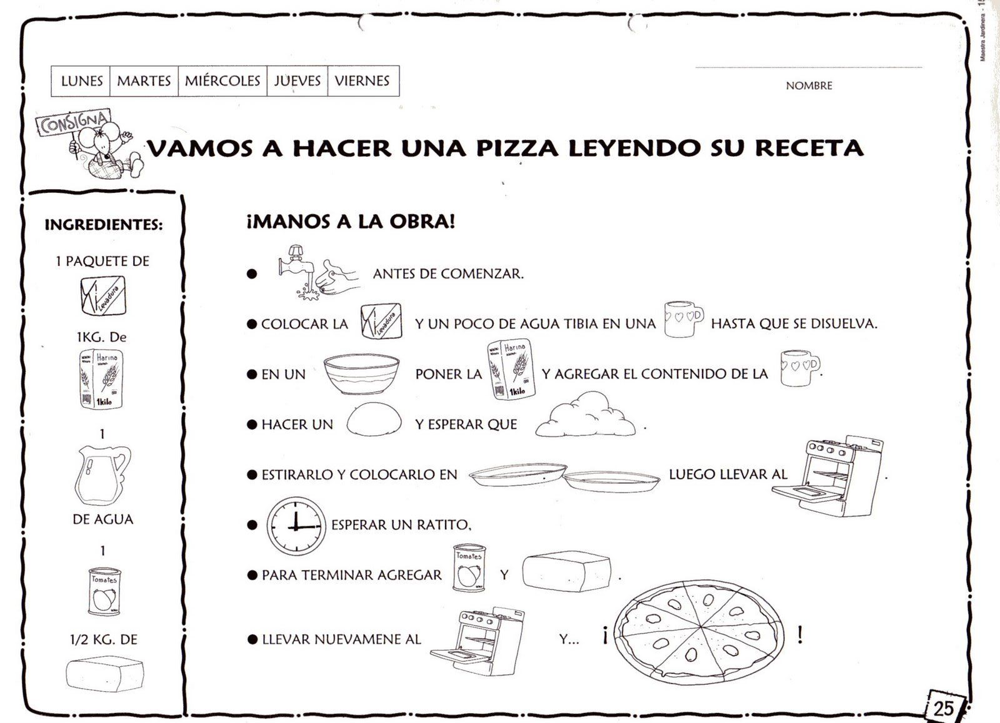 Maestra Jardinera
LUNES MARTES MIÉRCOLES JUEVES VIERNES
NOMBRE
CONSIGNA
VAMOS A HACER UNA PIZZA LEYENDO SU RECETA
INGREDIENTES:
1 PAQUETE DE
Levadura
1KG. De
Harina
1kilo
1
DE AGUA
1
Tomates
1/2 KG. DE
¡MANOS A LA OBRA!
● ANTES DE COMENZAR.
● COLOCAR LA Levadura Y UN POCO DE AGUA TIBIA EN UNA HASTA QUE SE DISUELVA.
● EN UN PONER LA Harina 1kilo Y AGREGAR EL CONTENIDO DE LA .
● HACER UN Y ESPERAR QUE .
● ESTIRARLO Y COLOCARLO EN LUEGO LLEVAR AL .
● ESPERAR UN RATITO,
● PARA TERMINAR AGREGAR Tomates Y .
● LLEVAR NUEVAMENE AL Y... ¡ !
25